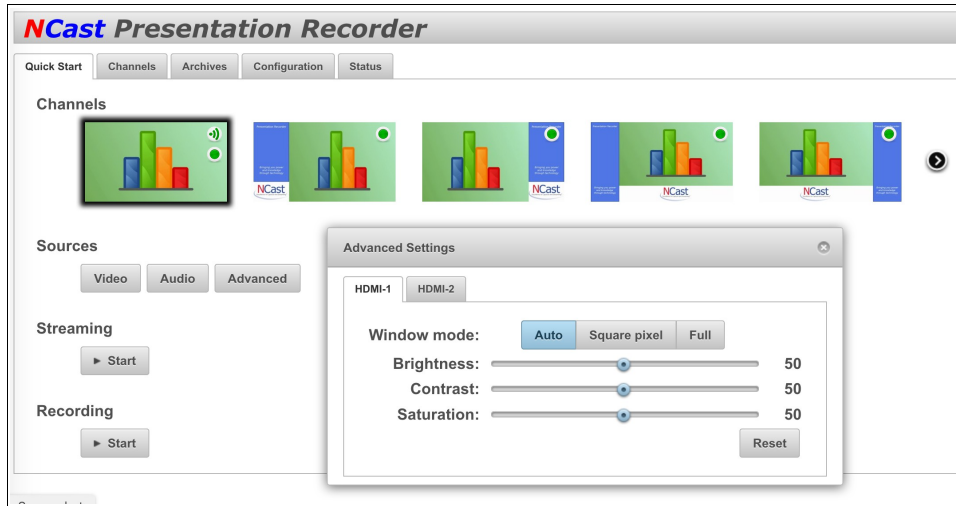 NCast Presentation Recorder
Quick Start Channels Archives Configuration Status
Channels
NCast NCast NCast NCast
Sources
Video Audio Advanced
Streaming
Start
Recording
Start
Advanced Settings
HDMI-1 HDMI-2
Window mode: Auto Square pixel Full
Brightness: 50
Contrast: 50
Saturation: 50
Reset